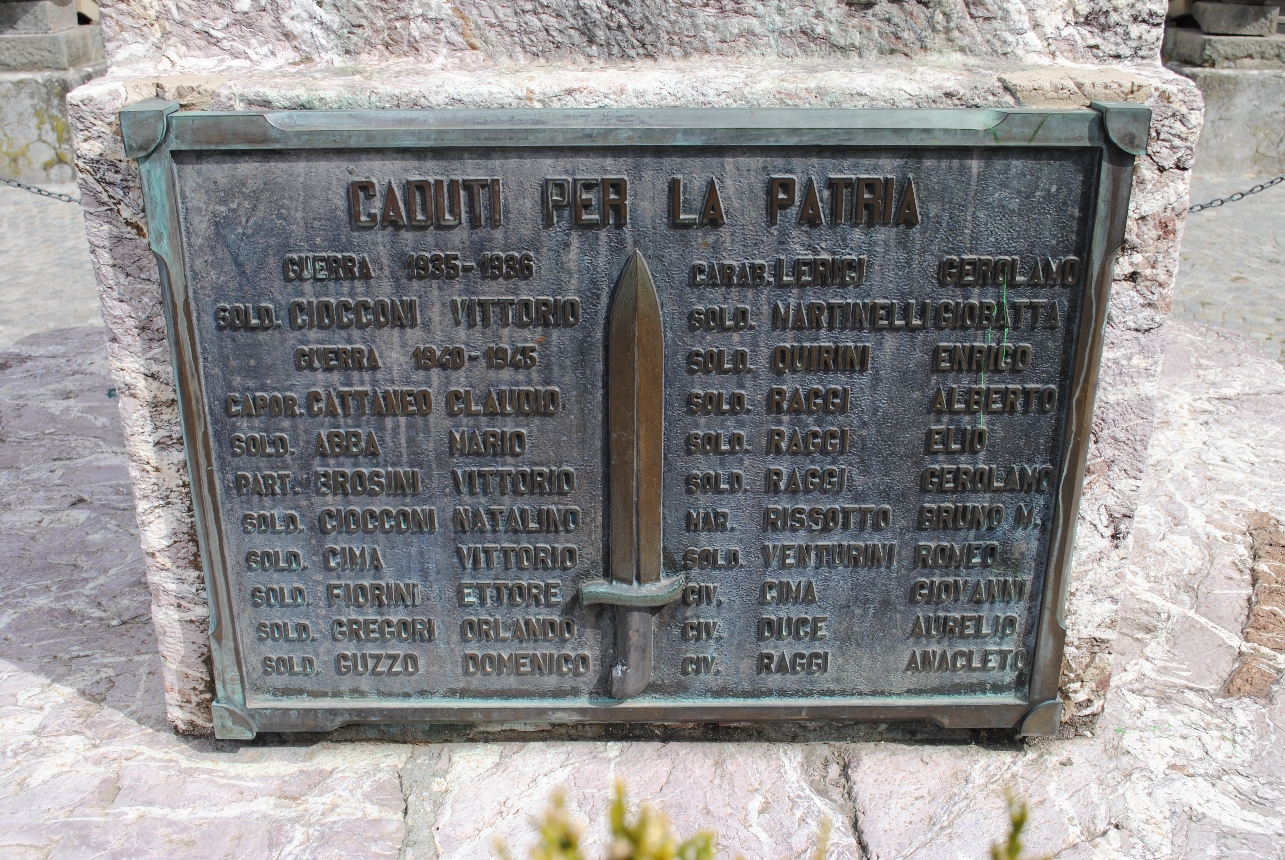 CADUTI PER LA PATRIA
GUERRA 1935-1936
SOLD. CIOCCONI VITTORIO
GUERRA 1940-1945
CAPOR. CATTANEO CLAUDIO
SOLD. ABBA MARIO
PART. BROSINI VITTORIO
SOLD. CIOCCONI NATALINO
SOLD. CIMA VITTORIO
SOLD. FIORINI ETTORE
SOLD. GREGORI ORLANDO
SOLD. GUZZO DOMENICO
CARAB. LERICI GEROLAMO
SOLD. MARTINELLI GIOBATTA
SOLD. QUIRINI ENRICO
SOLD. RAGGI ALBERTO
SOLD. RAGGI ELIO
SOLD. RAGGI GEROLAMO
MAR. RISSOTTO BRUNO M.
SOLD. VENTURINI ROMEO
CIV. CIMA GIOVANNI
CIV. DUCE AURELIO
CIV. RAGGI ANACLETO